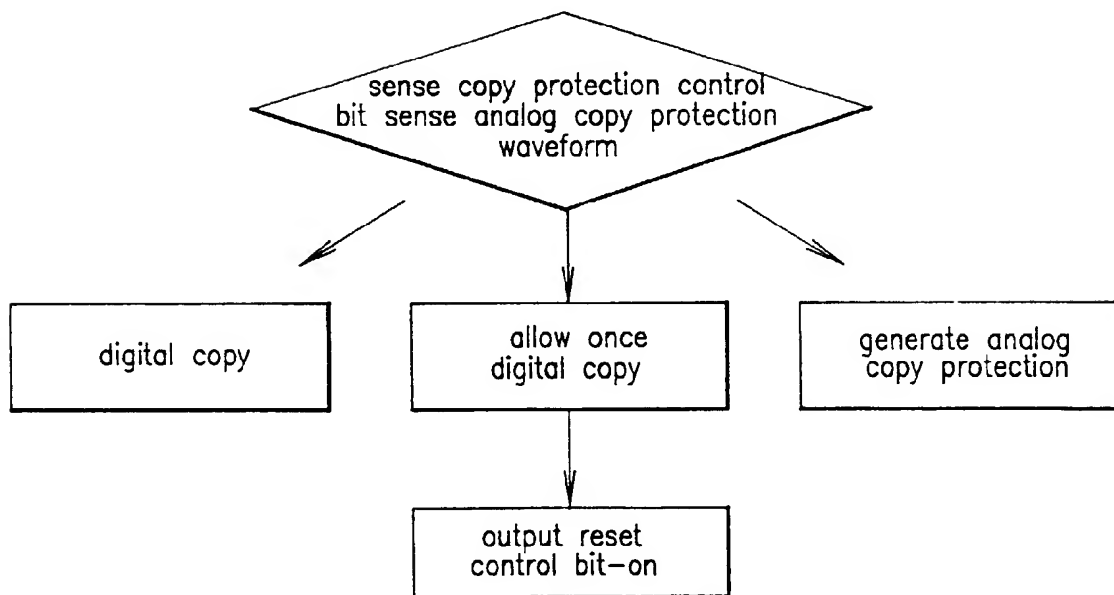 sense copy protection control
bit sense analog copy protection
waveform
digital copy
allow once
digital copy
generate analog
copy protection
output reset
control bit-on